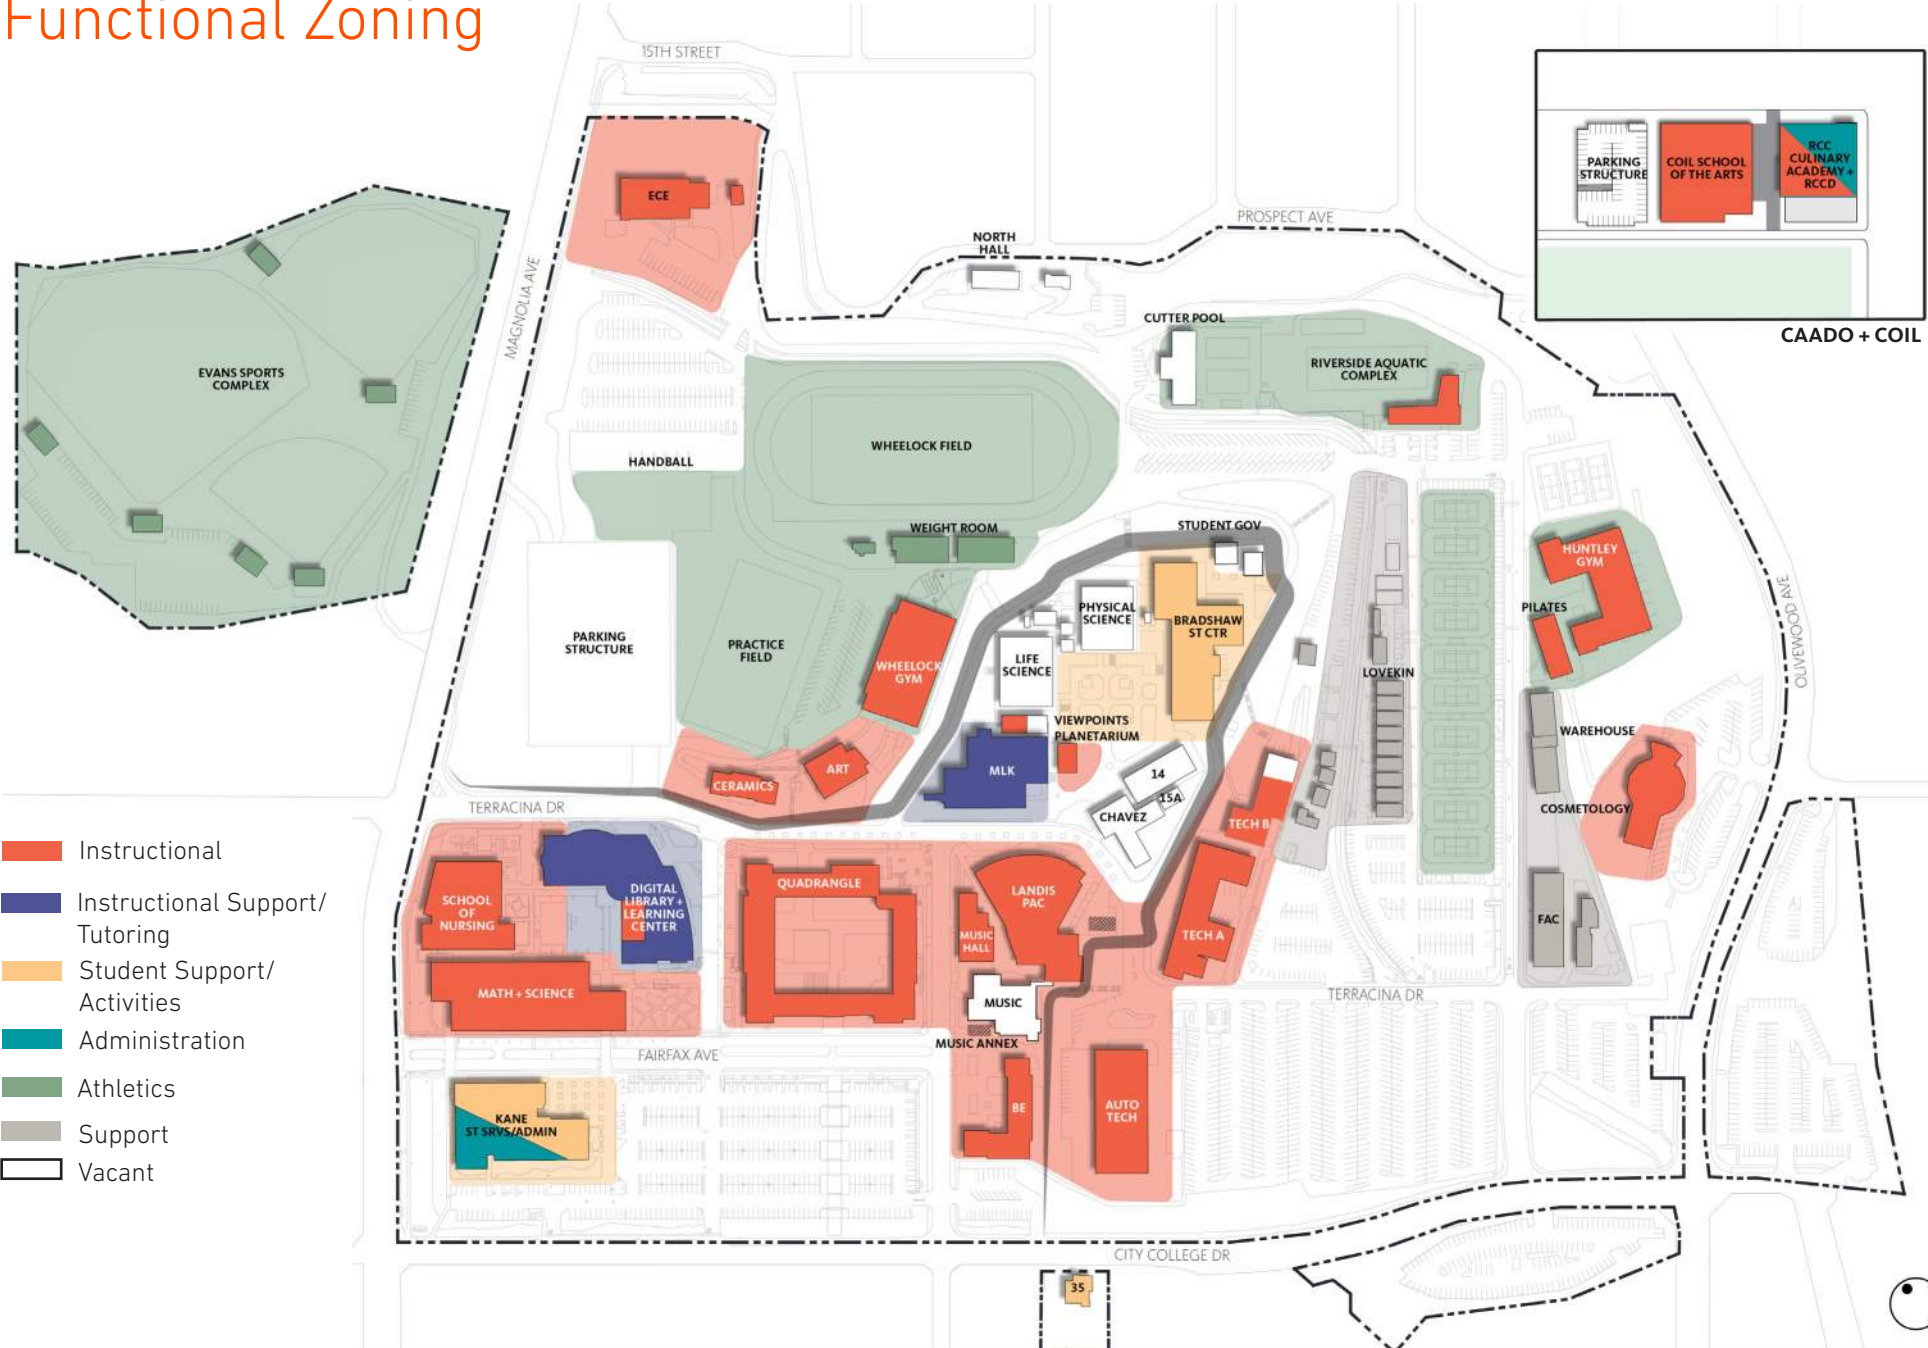 Functional Zoning
15TH STREET
MAGNOLIA AVE
PROSPECT AVE
ECE
NORTH
HALL
PARKING
STRUCTURE
COIL SCHOOL
OF THE ARTS
RCC
CULINARY
ACADEMY +
RCCD
CAADO + COIL
CUTTER POOL
RIVERSIDE AQUATIC
COMPLEX
EVANS SPORTS
COMPLEX
WHEELOCK FIELD
HANDBALL
WEIGHT ROOM
STUDENT GOV
HUNTLEY
GYM
PILATES
OLIVEWOOD AVE
PHYSICAL
SCIENCE
BRADSHAW
ST CTR
PARKING
STRUCTURE
PRACTICE
FIELD
WHEELOCK
GYM
LIFE
SCIENCE
LOVEKIN
VIEWPOINTS
PLANETARIUM
WAREHOUSE
MLK
14
15A
CHAVEZ
CERAMICS
ART
TECH B
COSMETOLOGY
TERRACINA DR
QUADRANGLE
LANDIS
PAC
SCHOOL
OF
NURSING
DIGITAL
LIBRARY +
LEARNING
CENTER
MUSIC
HALL
TECH A
FAC
MATH + SCIENCE
MUSIC
TERRACINA DR
MUSIC ANNEX
FAIRFAX AVE
BE
AUTO
TECH
KANE
ST SRVS/ADMIN
CITY COLLEGE DR
35
Instructional
Instructional Support/
Tutoring
Student Support/
Activities
Administration
Athletics
Support
Vacant